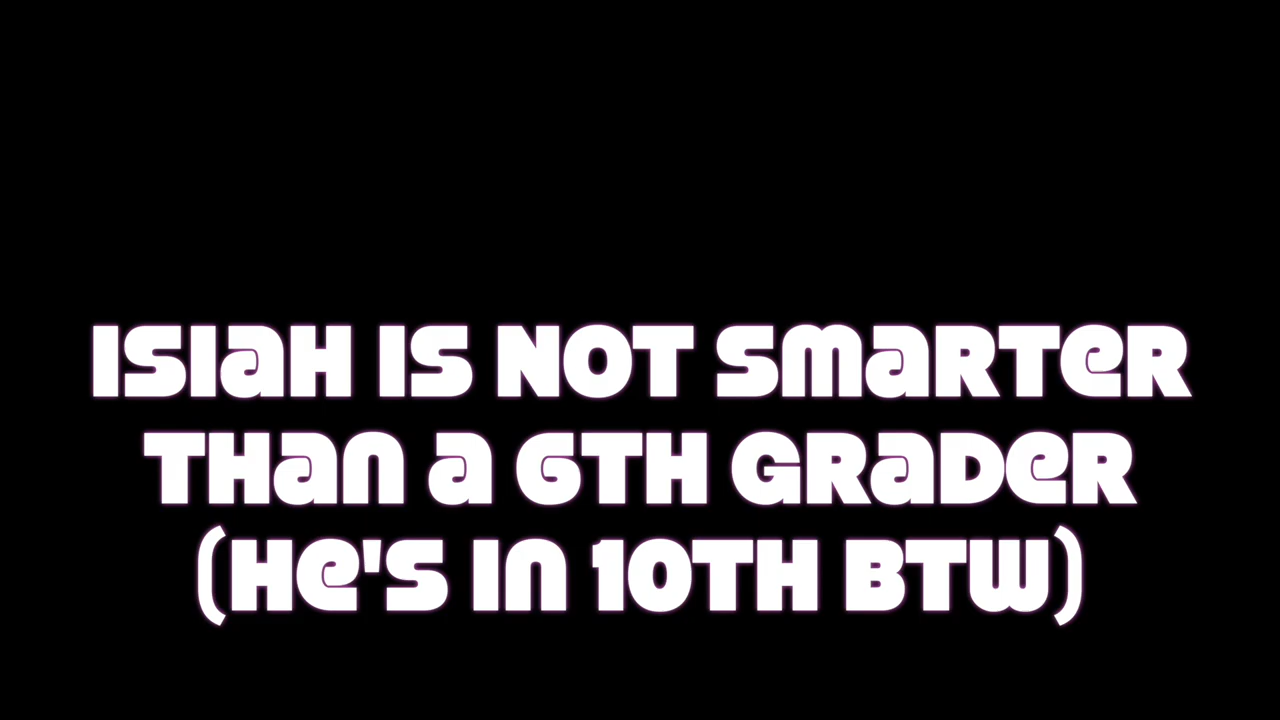 ISIAH IS NOT SMARTER
THAN A 6TH GRADER
(HE'S IN 10TH BTW)